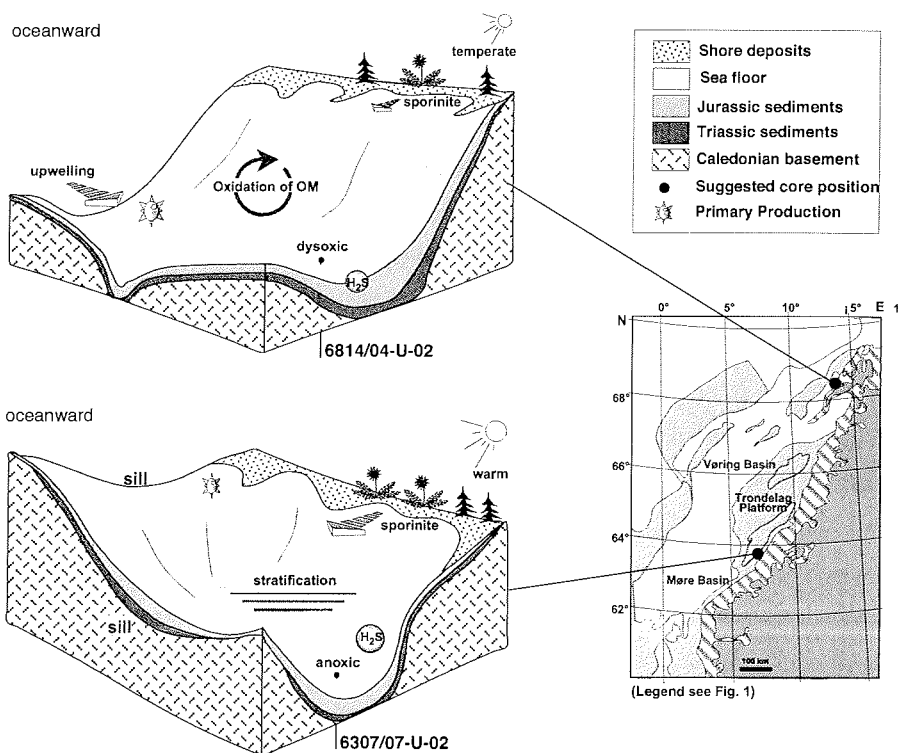 oceanward
temperate
sporinite
upwelling
Oxidation of OM
dysoxic
H₂S
6814/04-U-02
oceanward
sill
warm
sporinite
stratification
sill
H₂S
anoxic
6307/07-U-02
Shore deposits
Sea floor
Jurassic sediments
Triassic sediments
Caledonian basement
Suggested core position
Primary Production
0° 5° 10° 15° E 1
N
68°
66°
Vøring Basin
Trondelag
Platform
64°
Møre Basin
62°
100 km
(Legend see Fig. 1)